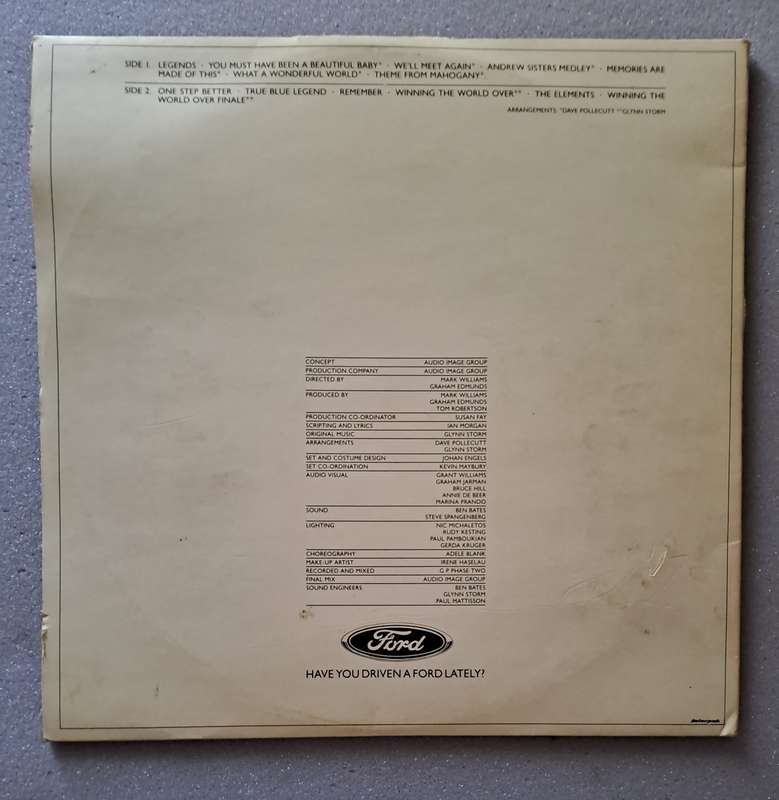 SIDE 1. LEGENDS · YOU MUST HAVE BEEN A BEAUTIFUL BABY* · WE'LL MEET AGAIN* · ANDREW SISTERS MEDLEY* · MEMORIES ARE
MADE OF THIS* · WHAT A WONDERFUL WORLD* · THEME FROM MAHOGANY*.
SIDE 2. ONE STEP BETTER · TRUE BLUE LEGEND · REMEMBER · WINNING THE WORLD OVER** · THE ELEMENTS · WINNING THE
WORLD OVER FINALE**
ARRANGEMENTS: *DAVE POLLECUTT **GLYNN STORM
CONCEPT AUDIO IMAGE GROUP
PRODUCTION COMPANY AUDIO IMAGE GROUP
DIRECTED BY MARK WILLIAMS
GRAHAM EDMUNDS
PRODUCED BY MARK WILLIAMS
GRAHAM EDMUNDS
TOM ROBERTSON
PRODUCTION CO-ORDINATOR SUSAN FAY
SCRIPTING AND LYRICS IAN MORGAN
ORIGINAL MUSIC GLYNN STORM
ARRANGEMENTS DAVE POLLECUTT
GLYNN STORM
SET AND COSTUME DESIGN JOHAN ENGELS
SET CO-ORDINATION KEVIN MAYBURY
AUDIO VISUAL GRANT WILLIAMS
GRAHAM JARMAN
BRUCE HILL
ANNIE DE BEER
MARINA PRANDO
SOUND BEN BATES
STEVE SPANGENBERG
LIGHTING NIC MICHALETOS
RUDY KESTING
PAUL PAMBOUKIAN
GERDA KRUGER
CHOREOGRAPHY ADELE BLANK
MAKE-UP ARTIST IRENE HASELAU
RECORDED AND MIXED G P PHASE TWO
FINAL MIX AUDIO IMAGE GROUP
SOUND ENGINEERS BEN BATES
GLYNN STORM
PAUL MATTISSON
Ford
HAVE YOU DRIVEN A FORD LATELY?